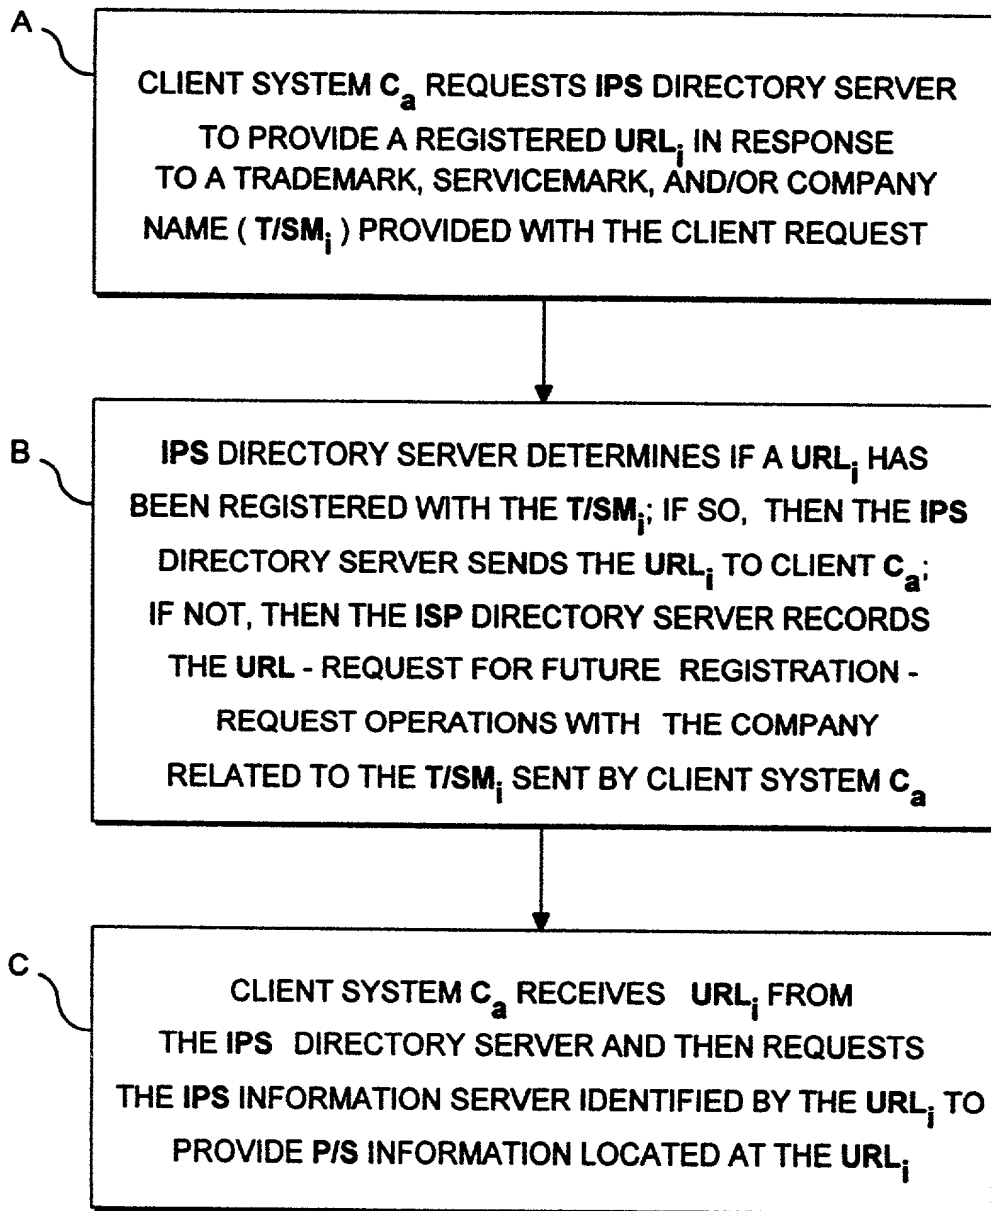 A
CLIENT SYSTEM Ca REQUESTS IPS DIRECTORY SERVER
TO PROVIDE A REGISTERED URLi IN RESPONSE
TO A TRADEMARK, SERVICEMARK, AND/OR COMPANY
NAME ( T/SMi ) PROVIDED WITH THE CLIENT REQUEST
B
IPS DIRECTORY SERVER DETERMINES IF A URLi HAS
BEEN REGISTERED WITH THE T/SMi; IF SO, THEN THE IPS
DIRECTORY SERVER SENDS THE URLi TO CLIENT Ca;
IF NOT, THEN THE ISP DIRECTORY SERVER RECORDS
THE URL - REQUEST FOR FUTURE REGISTRATION -
REQUEST OPERATIONS WITH THE COMPANY
RELATED TO THE T/SMi SENT BY CLIENT SYSTEM Ca
C
CLIENT SYSTEM Ca RECEIVES URLi FROM
THE IPS DIRECTORY SERVER AND THEN REQUESTS
THE IPS INFORMATION SERVER IDENTIFIED BY THE URLi TO
PROVIDE P/S INFORMATION LOCATED AT THE URLi